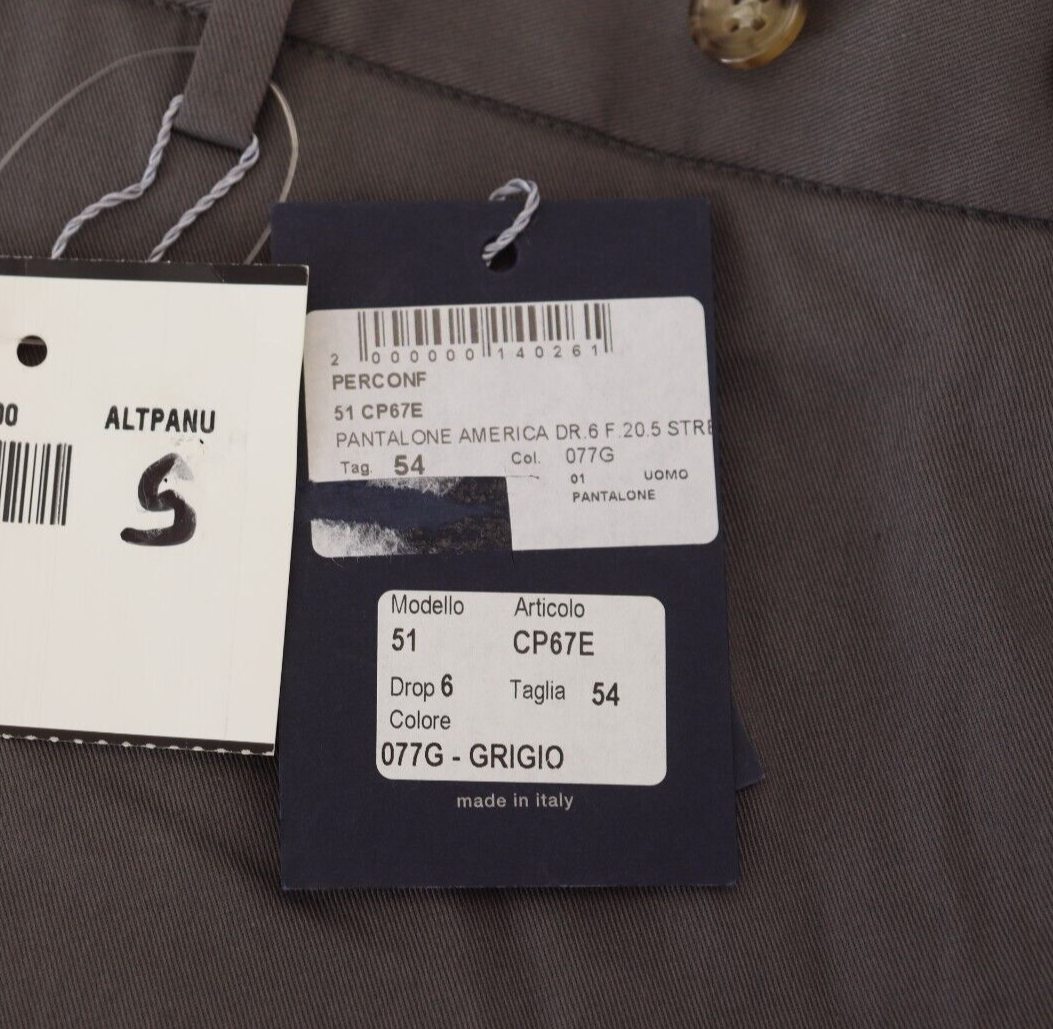 00 ALTPANU
S
2 000000 140261
PERCONF
51 CP67E
PANTALONE AMERICA DR.6 F.20.5 STRE
Tag. 54 Col. 077G
01 UOMO
PANTALONE
Modello Articolo
51 CP67E
Drop 6 Taglia 54
Colore
077G - GRIGIO
made in italy